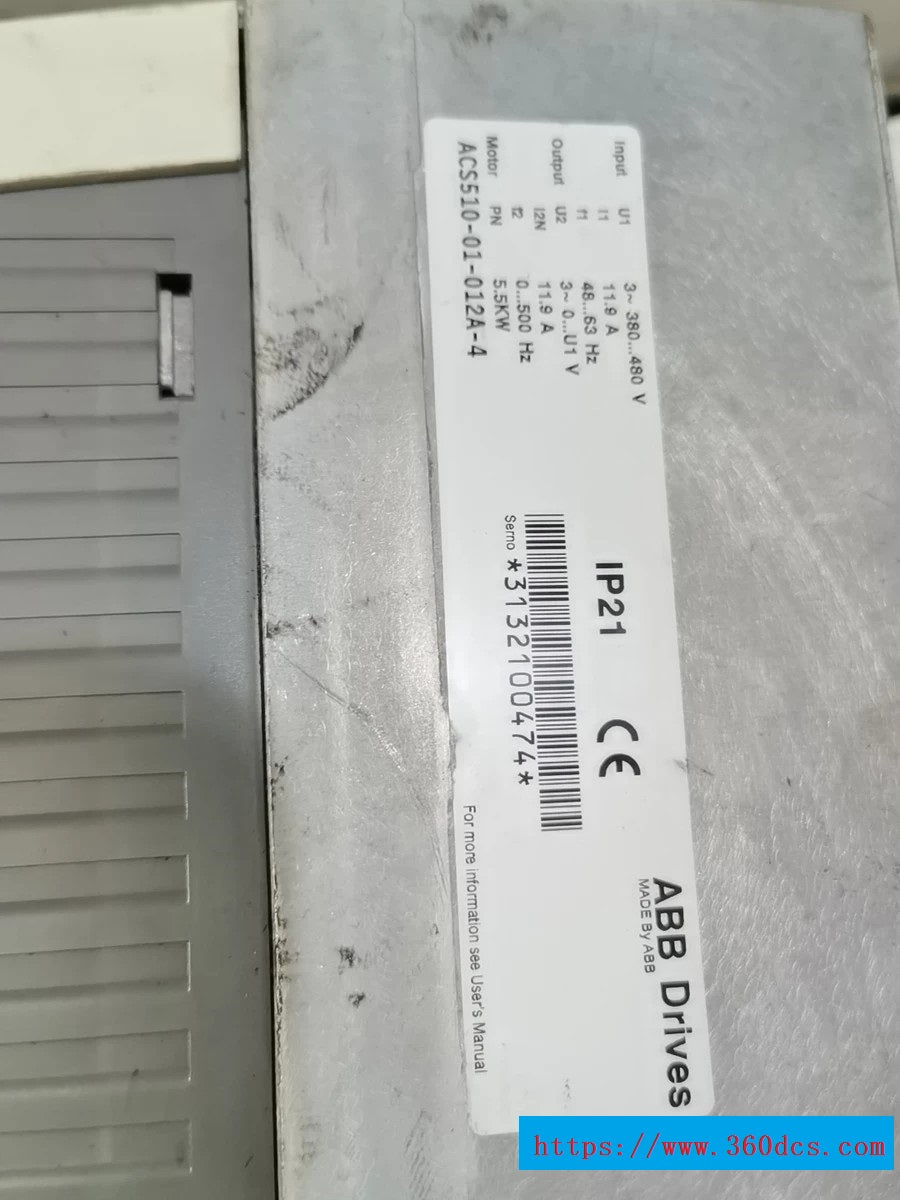 ABB Drives
MADE By ABB
Input U1 3~ 380...480 V
I1 11.9 A
f1 48...63 Hz
Output U2 3~ 0...U1 V
I2N 11.9 A
f2 0...500 Hz
Motor PN 5.5KW
ACS510-01-012A-4
IP21 CE
Serno *3132100474*
For more information see User's Manual
https://www.360dcs.com